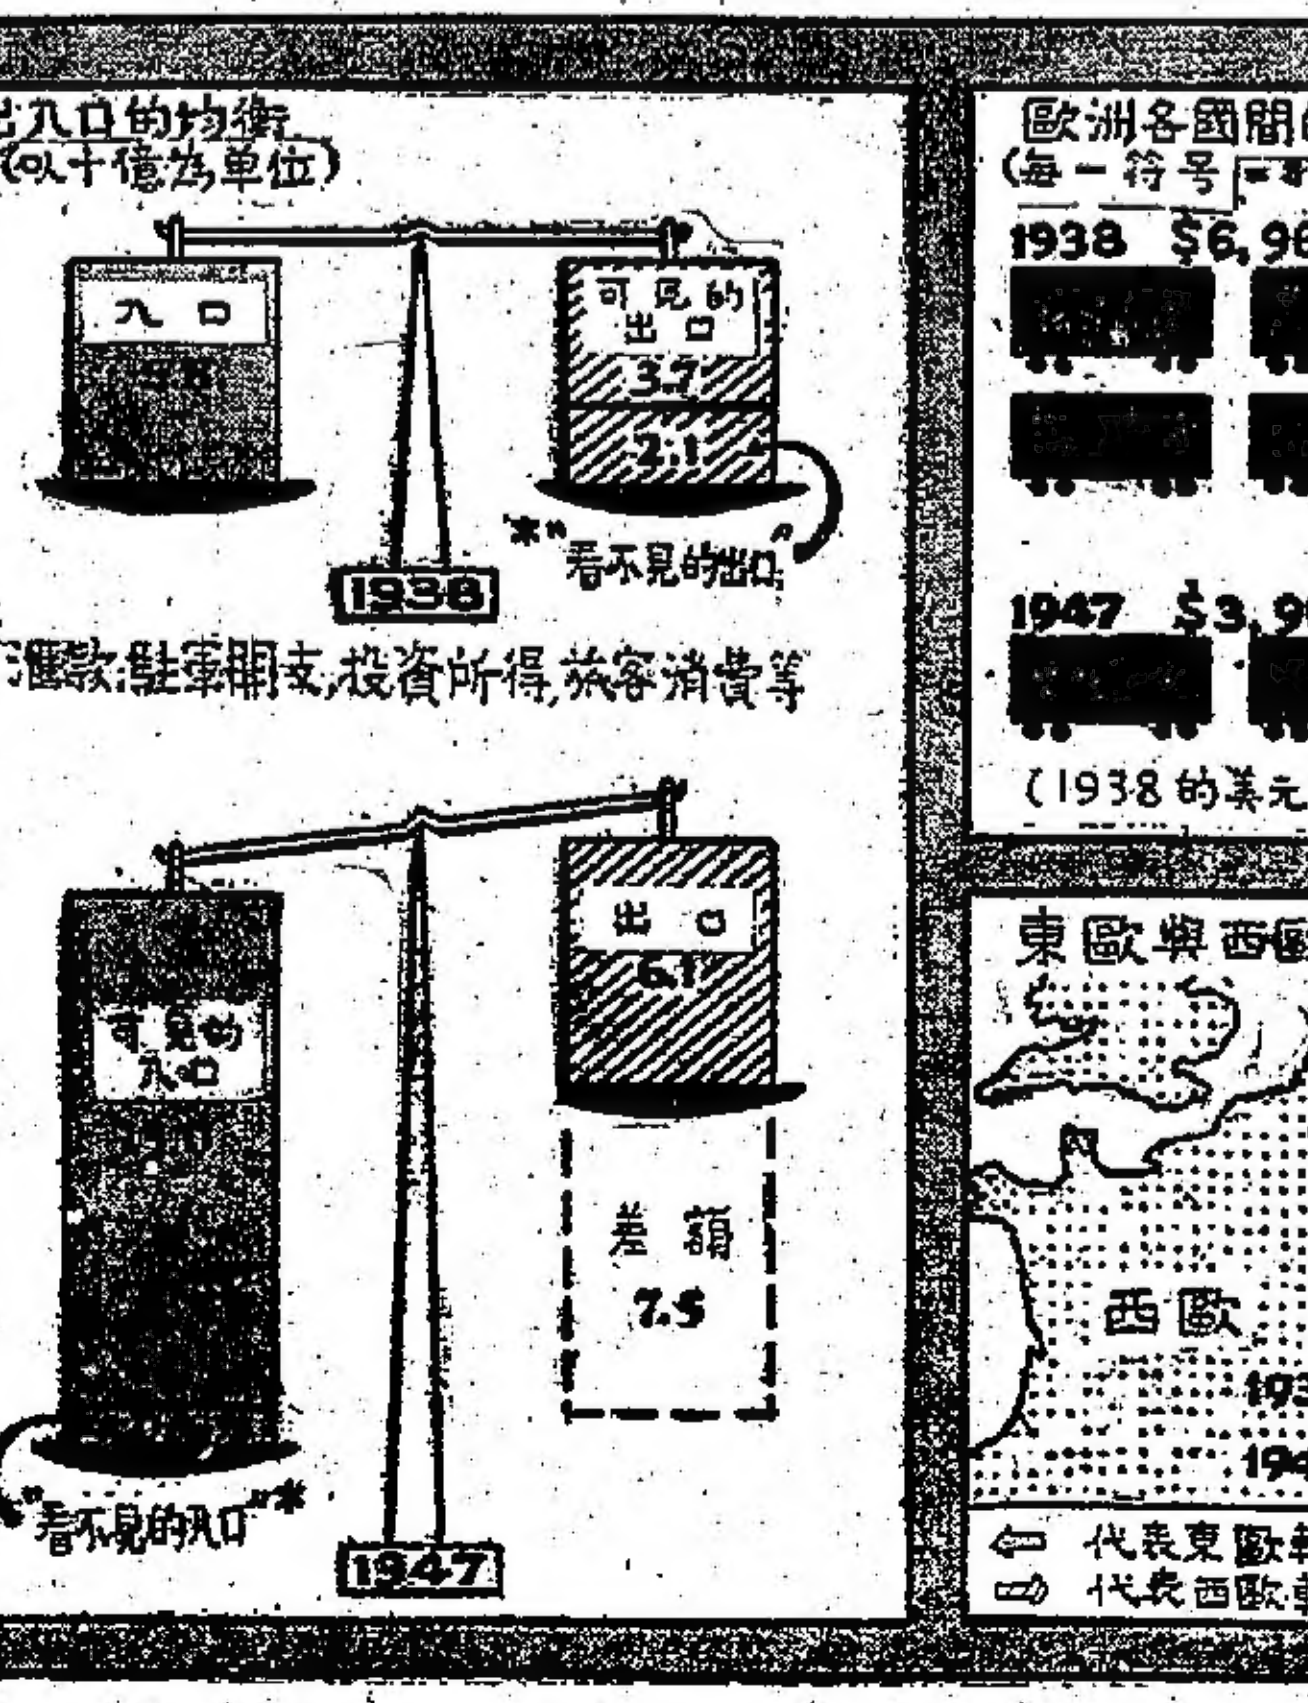 出入口的均衡
(以十億為單位)
入口
5.8
可見的
出口
3.7
2.1
*"看不見的出口"
1938
匯款,駐軍開支,投資所得,旅客消費等
出口
6.1
可見的
入口
差額
7.5
"看不見的入口"*
1947
歐洲各國間
(每一符号=
1938 $6,9
1947 $3,9
(1938的美元
東歐與西歐
西歐
193
194
代表東歐
代表西歐